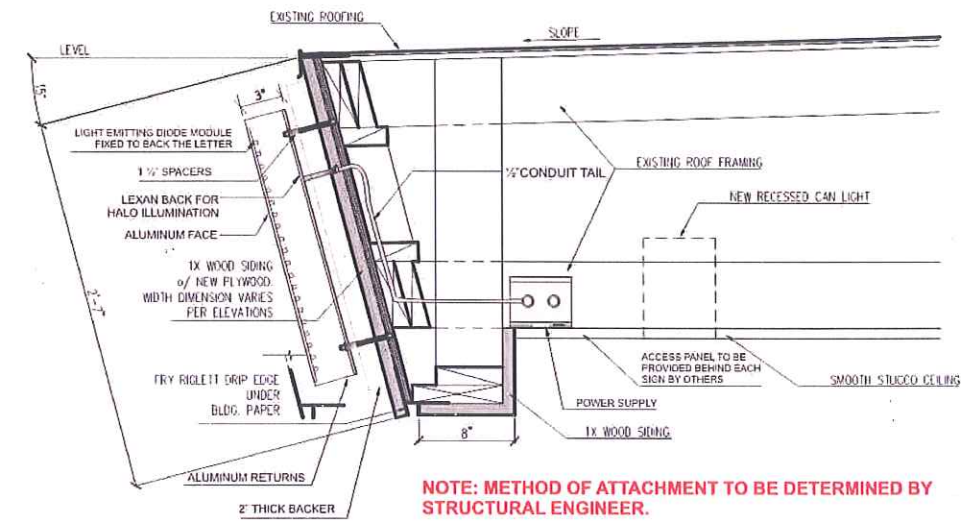 EXISTING ROOFING
SLOPE
LEVEL
15°
3"
LIGHT EMITTING DIODE MODULE
FIXED TO BACK THE LETTER
1 ½" SPACERS
LEXAN BACK FOR
HALO ILLUMINATION
ALUMINUM FACE
½"CONDUIT TAIL
EXISTING ROOF FRAMING
NEW RECESSED CAN LIGHT
1X WOOD SIDING
o/ NEW PLYWOOD.
WIDTH DIMENSION VARIES
PER ELEVATIONS
2'-7"
FRY RIGLETT DRIP EDGE
UNDER
BLDG. PAPER
ACCESS PANEL TO BE
PROVIDED BEHIND EACH
SIGN BY OTHERS
SMOOTH STUCCO CEILING
POWER SUPPLY
8"
1X WOOD SIDING
ALUMINUM RETURNS
2" THICK BACKER
NOTE: METHOD OF ATTACHMENT TO BE DETERMINED BY
STRUCTURAL ENGINEER.